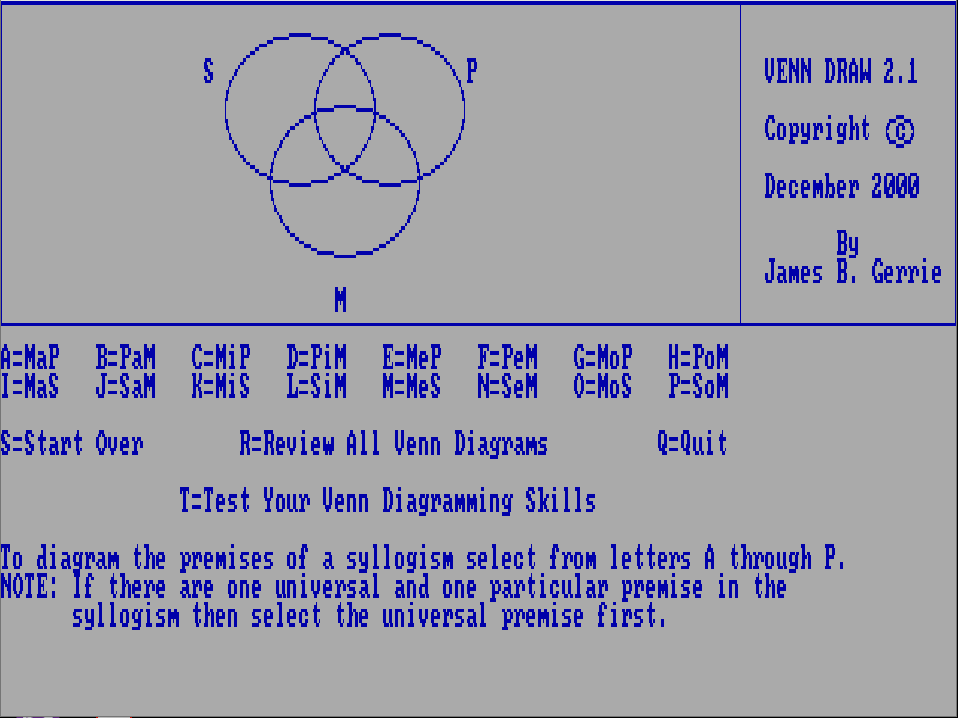 S P
M
VENN DRAW 2.1
Copyright ©
December 2000
By
James B. Gerrie
A=MaP B=PaM C=MiP D=PiM E=MeP F=PeM G=MoP H=PoM
I=MaS J=SaM K=MiS L=SiM M=MeS N=SeM O=MoS P=SoM
S=Start Over R=Review All Venn Diagrams Q=Quit
T=Test Your Venn Diagramming Skills
To diagram the premises of a syllogism select from letters A through P.
NOTE: If there are one universal and one particular premise in the
syllogism then select the universal premise first.